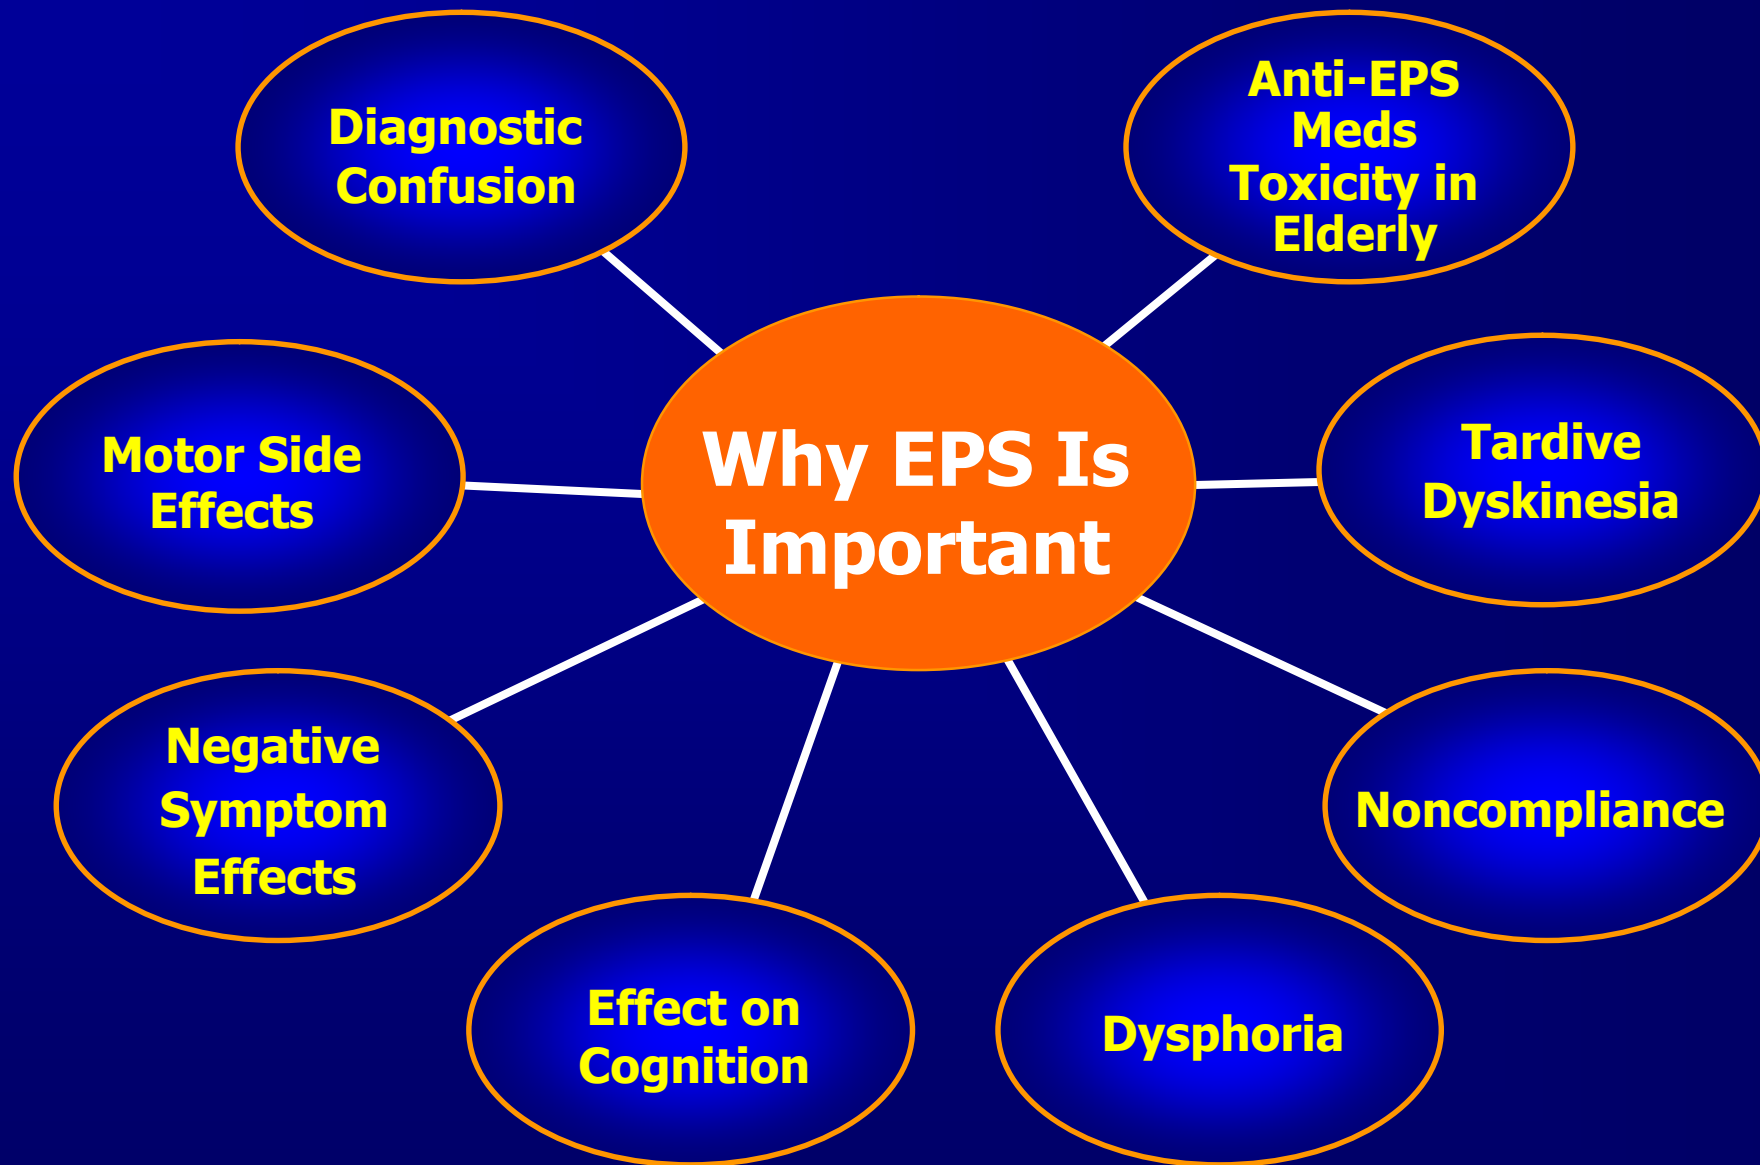 Diagnostic
Confusion
Anti-EPS
Meds
Toxicity in
Elderly
Why EPS Is
Important
Motor Side
Effects
Tardive
Dyskinesia
Negative
Symptom
Effects
Noncompliance
Effect on
Cognition
Dysphoria